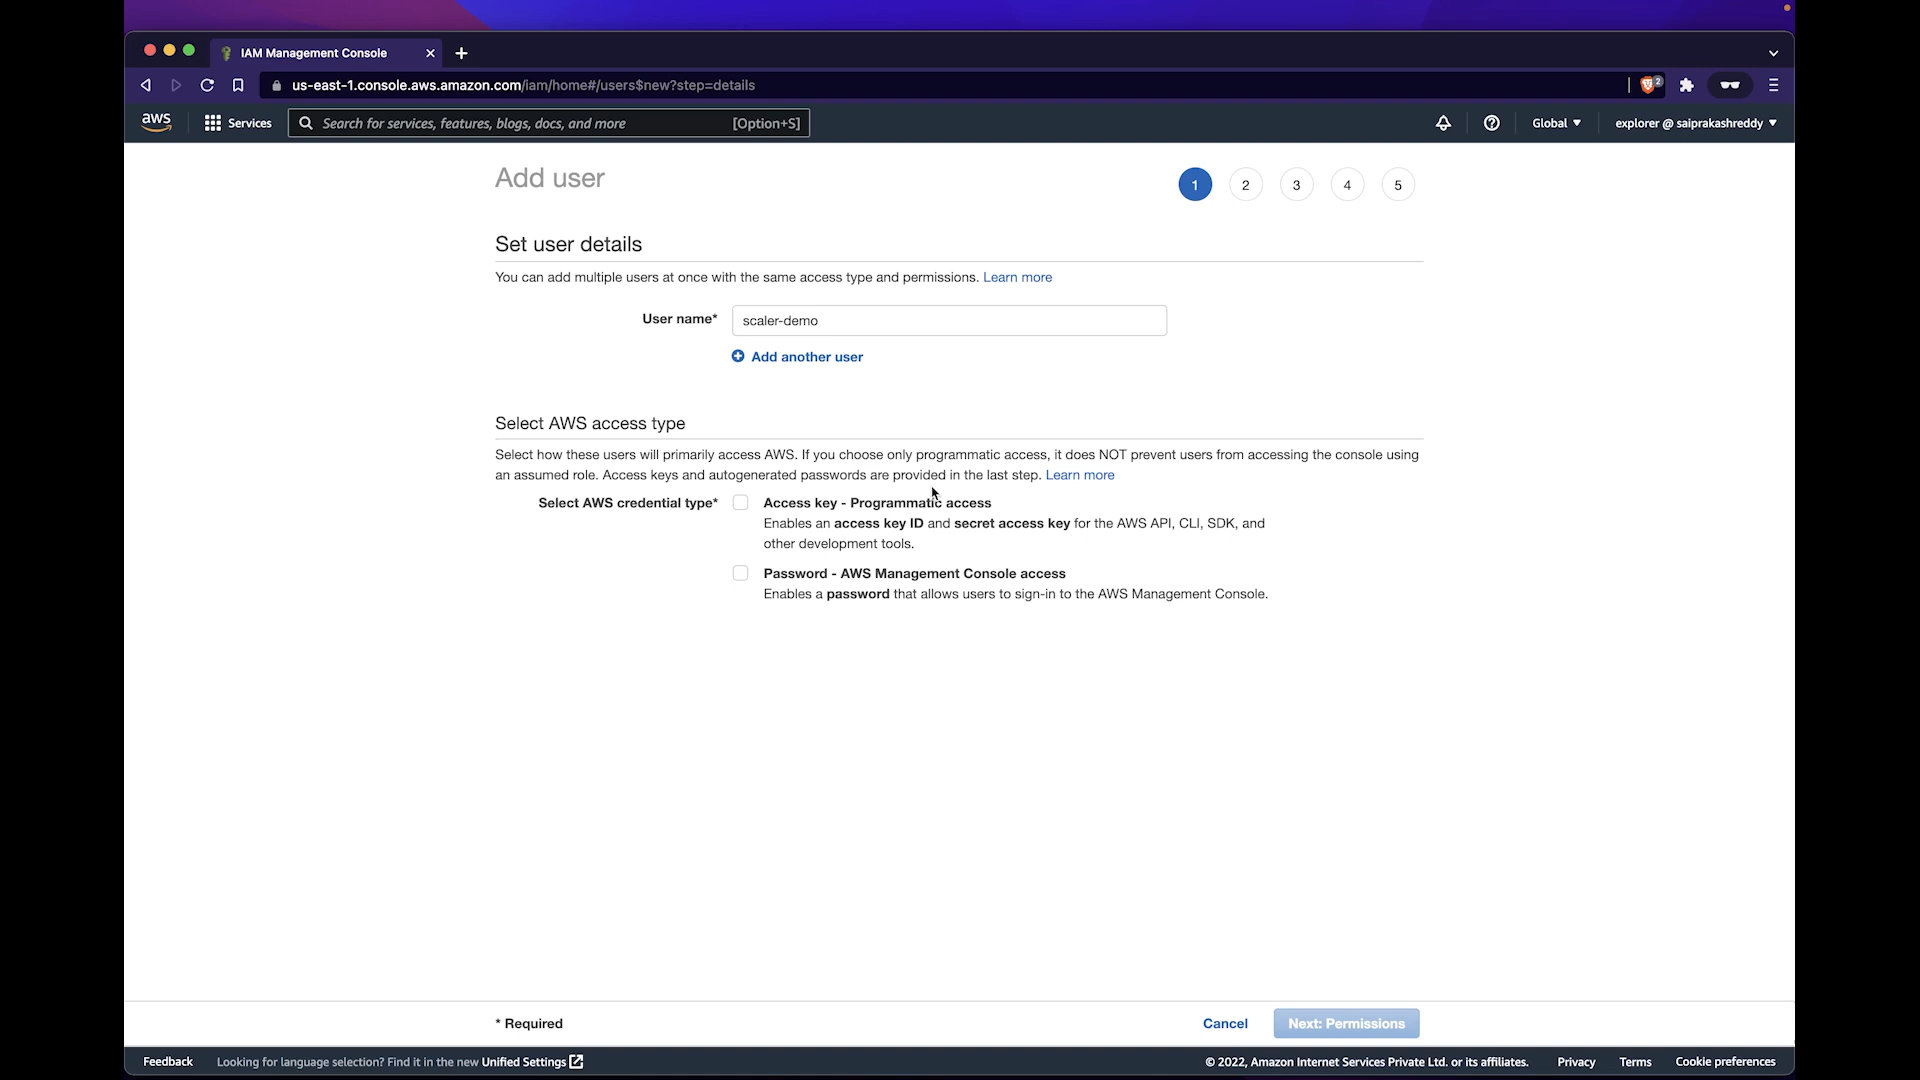 IAM Management Console
us-east-1.console.aws.amazon.com/iam/home#/users$new?step=details
2
aws
Services
Search for services, features, blogs, docs, and more [Option+S]
Global
explorer @ saiprakashreddy
Add user
1 2 3 4 5
Set user details
You can add multiple users at once with the same access type and permissions. Learn more
User name* scaler-demo
Add another user
Select AWS access type
Select how these users will primarily access AWS. If you choose only programmatic access, it does NOT prevent users from accessing the console using
an assumed role. Access keys and autogenerated passwords are provided in the last step. Learn more
Select AWS credential type* Access key - Programmatic access
Enables an access key ID and secret access key for the AWS API, CLI, SDK, and
other development tools.
Password - AWS Management Console access
Enables a password that allows users to sign-in to the AWS Management Console.
* Required
Cancel
Next: Permissions
Feedback
Looking for language selection? Find it in the new Unified Settings
© 2022, Amazon Internet Services Private Ltd. or its affiliates.
Privacy
Terms
Cookie preferences